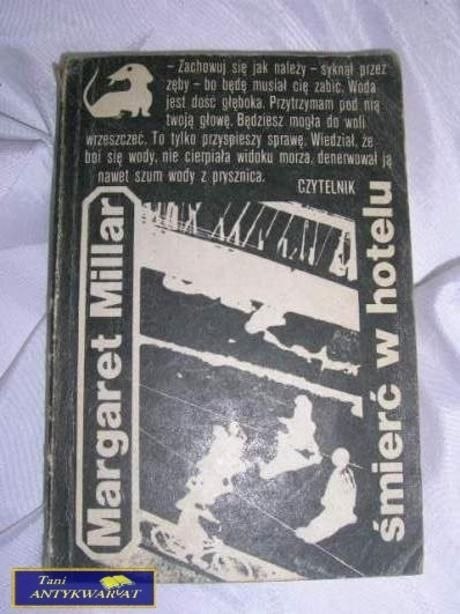 – Zachowuj się jak należy – syknął przez
zęby – bo będę musiał cię zabić. Woda
jest dość głęboka. Przytrzymam pod nią
twoją głowę. Będziesz mogła do woli
wrzeszczeć. To tylko przyspieszy sprawę. Wiedział, że
boi się wody, nie cierpiała widoku morza, denerwował ją
nawet szum wody z prysznica.
CZYTELNIK
Margaret Millar
śmierć w hotelu
Tani
ANTYKWARYAT